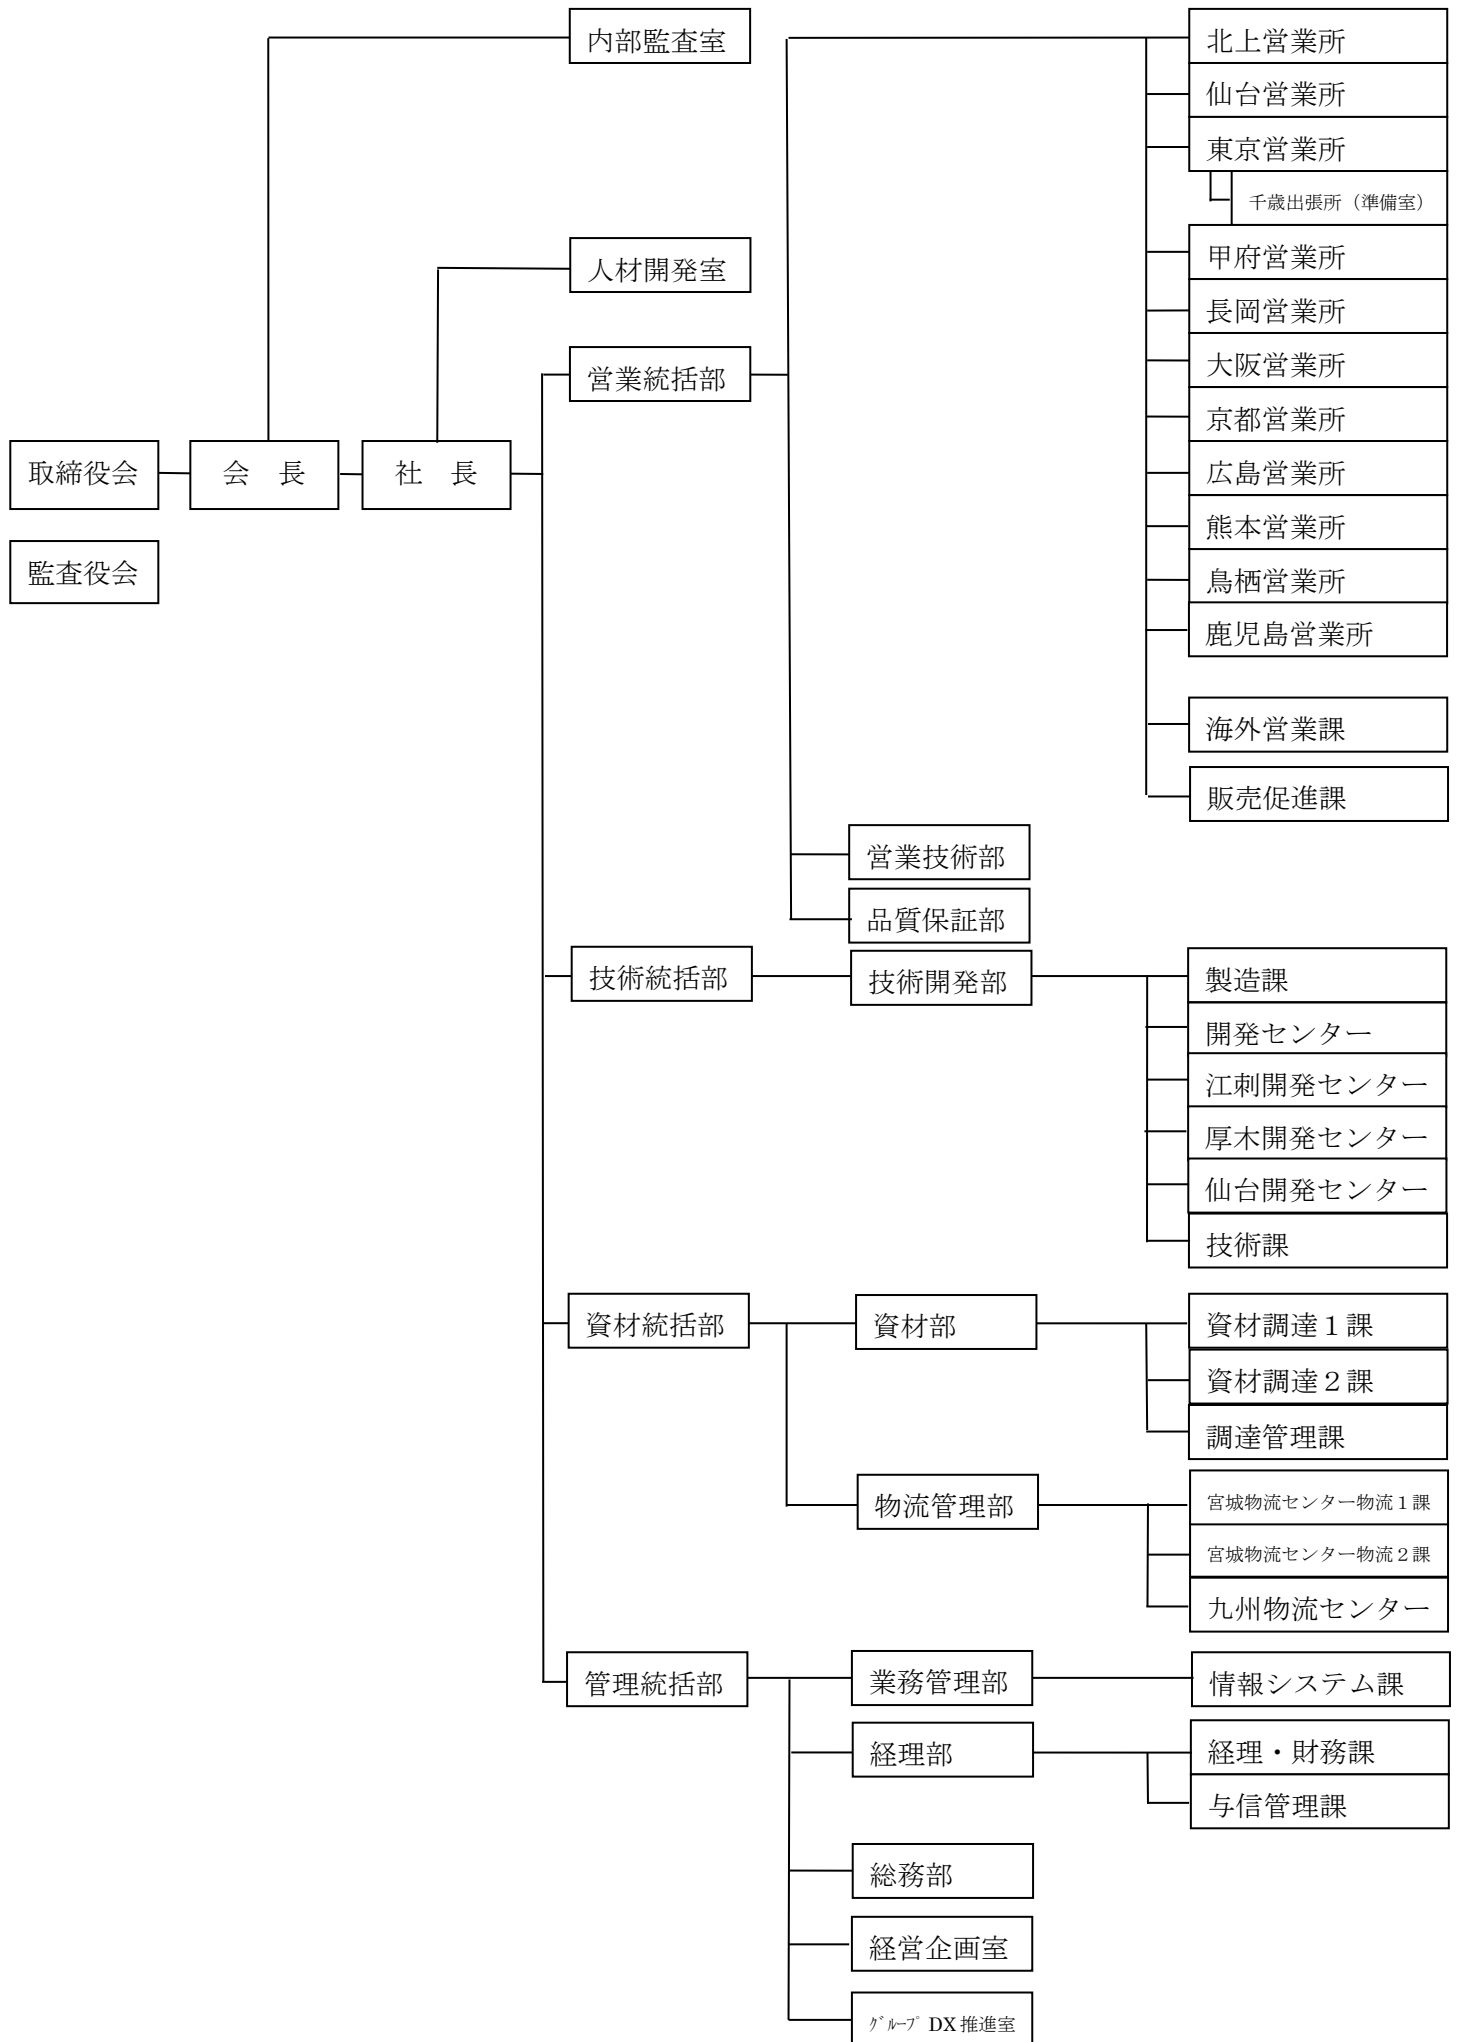 内部監査室
北上営業所
仙台営業所
東京営業所
千歳出張所（準備室）
人材開発室
甲府営業所
長岡営業所
営業統括部
大阪営業所
京都営業所
取締役会
会　長
社　長
広島営業所
熊本営業所
監査役会
鳥栖営業所
鹿児島営業所
海外営業課
販売促進課
営業技術部
品質保証部
技術統括部
技術開発部
製造課
開発センター
江刺開発センター
厚木開発センター
仙台開発センター
技術課
資材統括部
資材部
資材調達１課
資材調達２課
調達管理課
物流管理部
宮城物流センター物流１課
宮城物流センター物流２課
九州物流センター
管理統括部
業務管理部
情報システム課
経理部
経理・財務課
与信管理課
総務部
経営企画室
ｸﾞﾙｰﾌﾟ DX 推進室